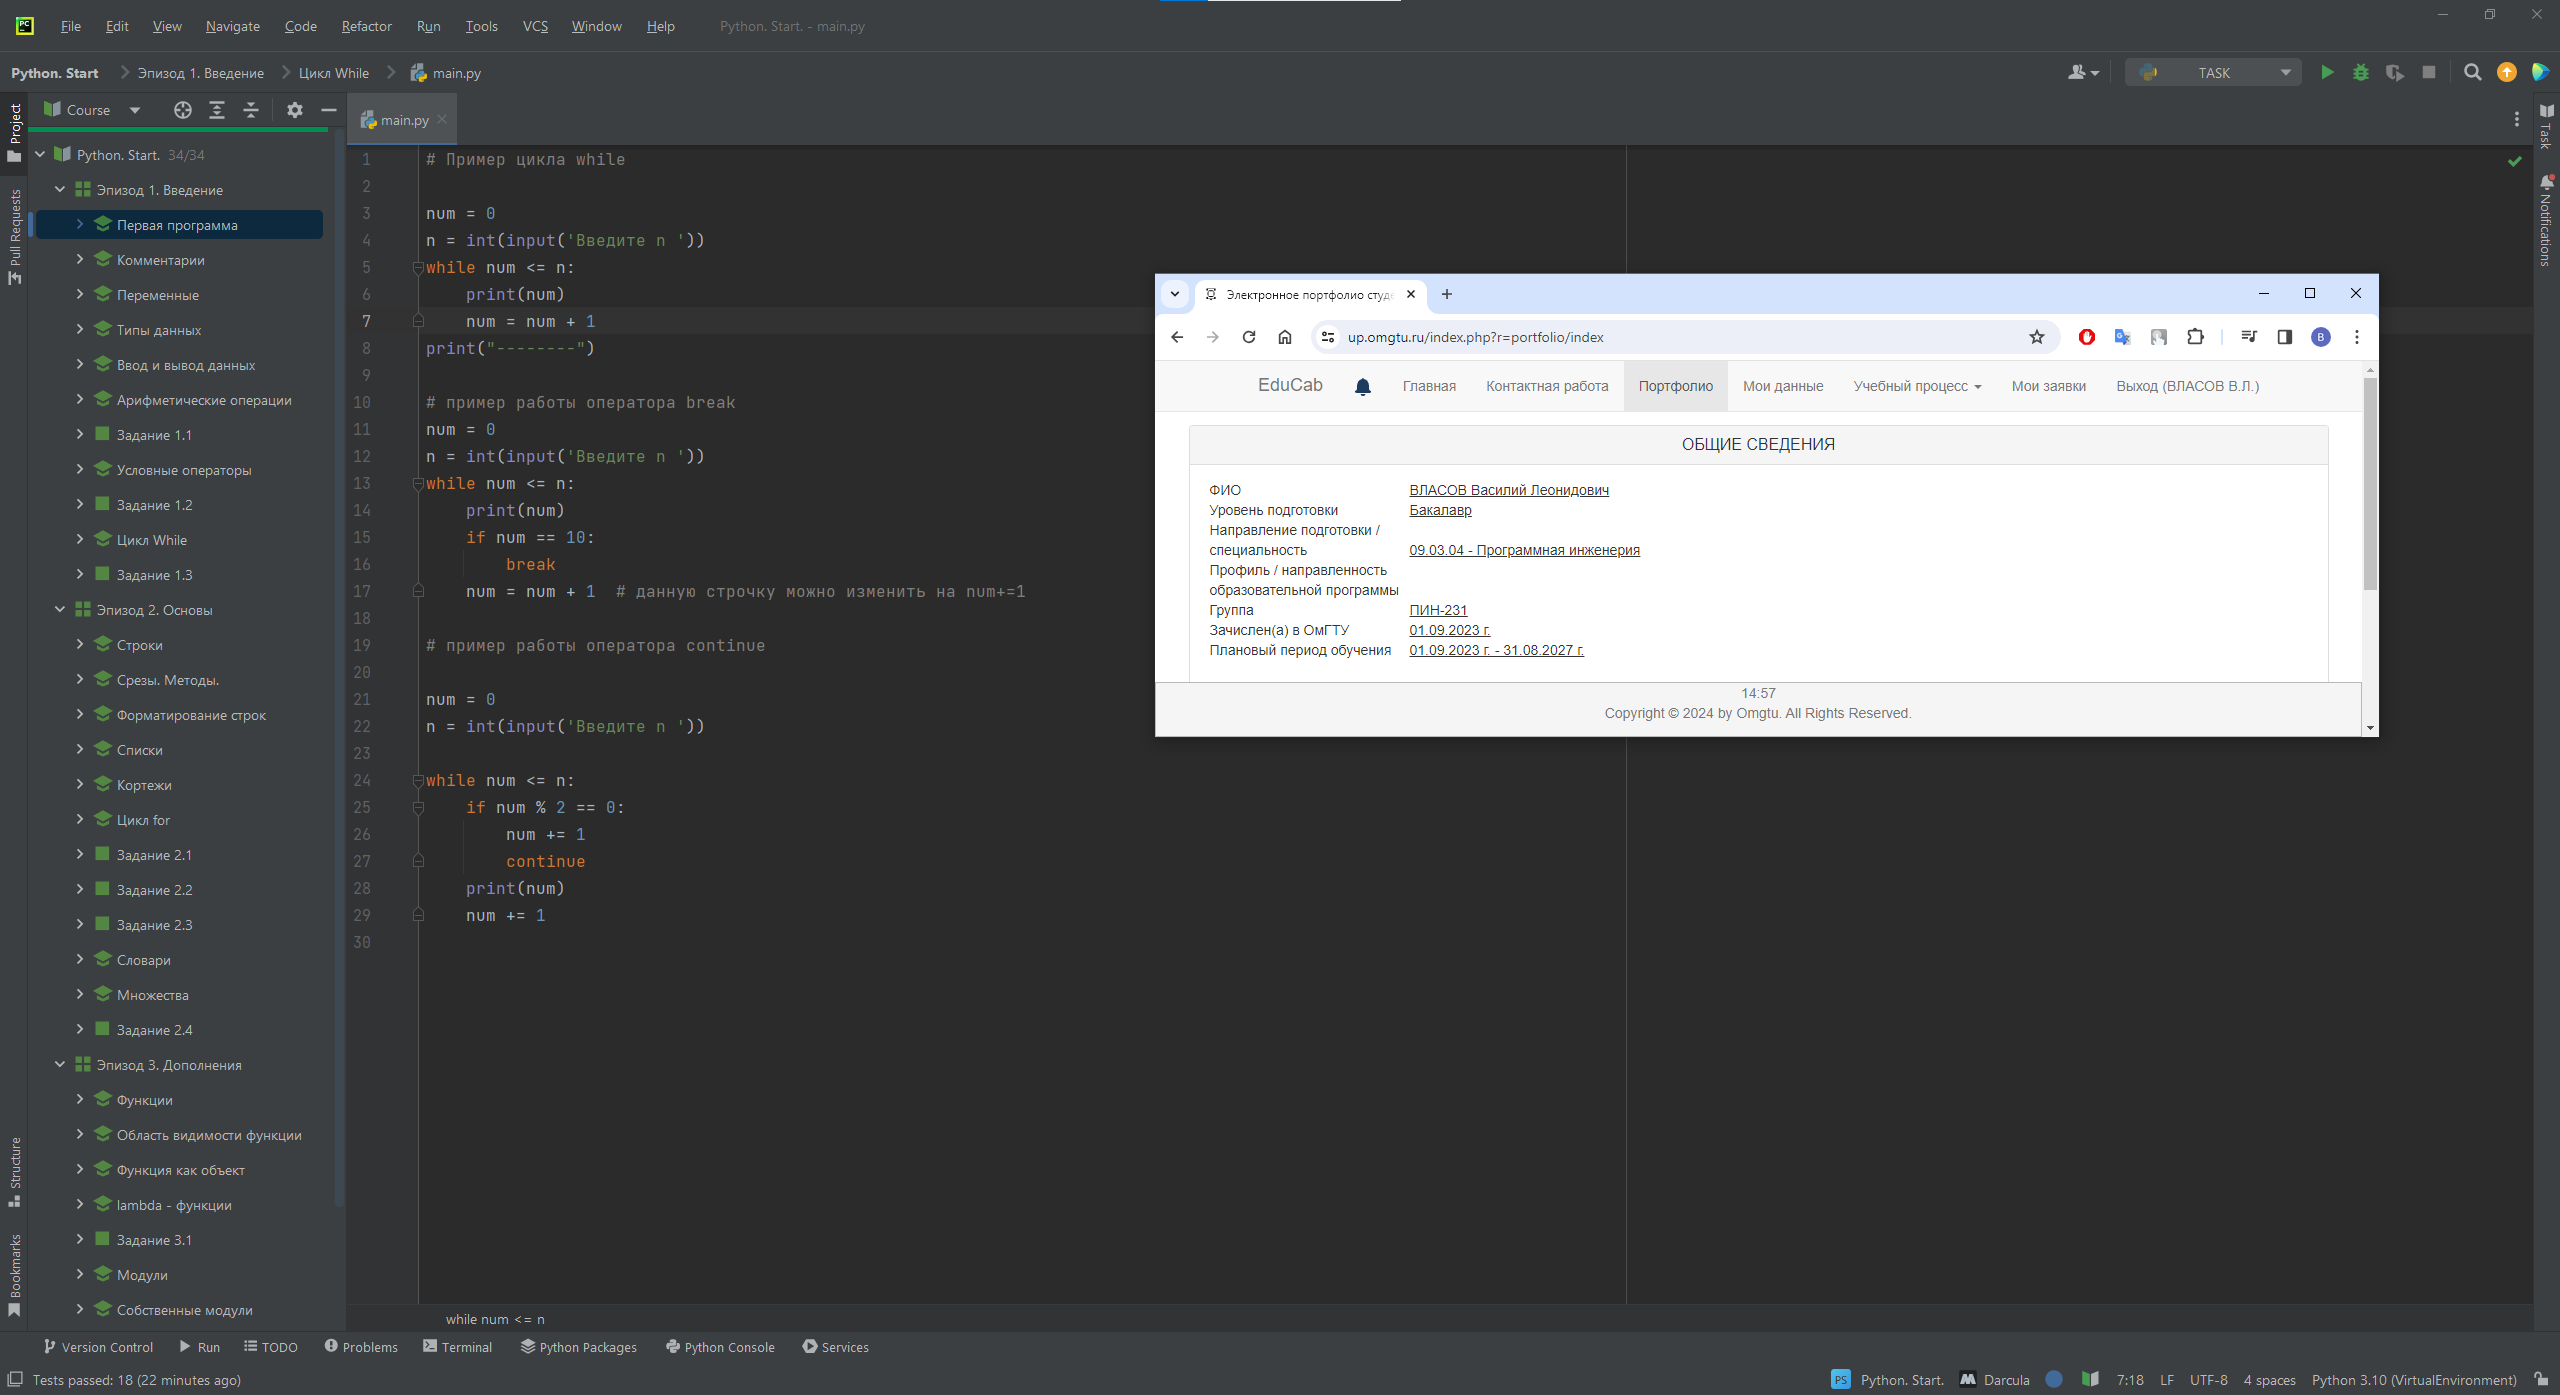 File Edit View Navigate Code Refactor Run Tools VCS Window Help Python. Start. - main.py
Python. Start Эпизод 1. Введение Цикл While main.py TASK
Project
Pull Requests
Structure
Bookmarks
Course
Python. Start. 34/34
Эпизод 1. Введение
Первая программа
Комментарии
Переменные
Типы данных
Ввод и вывод данных
Арифметические операции
Задание 1.1
Условные операторы
Задание 1.2
Цикл While
Задание 1.3
Эпизод 2. Основы
Строки
Срезы. Методы.
Форматирование строк
Списки
Кортежи
Цикл for
Задание 2.1
Задание 2.2
Задание 2.3
Словари
Множества
Задание 2.4
Эпизод 3. Дополнения
Функции
Область видимости функции
Функция как объект
lambda - функции
Задание 3.1
Модули
Собственные модули
main.py
1 # Пример цикла while
2
3 num = 0
4 n = int(input('Введите n '))
5 while num <= n:
6 print(num)
7 num = num + 1
8 print("--------")
9
10 # пример работы оператора break
11 num = 0
12 n = int(input('Введите n '))
13 while num <= n:
14 print(num)
15 if num == 10:
16 break
17 num = num + 1 # данную строчку можно изменить на num+=1
18
19 # пример работы оператора continue
20
21 num = 0
22 n = int(input('Введите n '))
23
24 while num <= n:
25 if num % 2 == 0:
26 num += 1
27 continue
28 print(num)
29 num += 1
30
while num <= n
Task
Notifications
Электронное портфолио студе
up.omgtu.ru/index.php?r=portfolio/index
B
EduCab Главная Контактная работа Портфолио Мои данные Учебный процесс Мои заявки Выход (ВЛАСОВ В.Л.)
ОБЩИЕ СВЕДЕНИЯ
ФИО ВЛАСОВ Василий Леонидович
Уровень подготовки Бакалавр
Направление подготовки /
специальность 09.03.04 - Программная инженерия
Профиль / направленность
образовательной программы
Группа ПИН-231
Зачислен(а) в ОмГТУ 01.09.2023 г.
Плановый период обучения 01.09.2023 г. - 31.08.2027 г.
14:57
Copyright © 2024 by Omgtu. All Rights Reserved.
Version Control Run TODO Problems Terminal Python Packages Python Console Services
Tests passed: 18 (22 minutes ago) PS Python. Start. Darcula 7:18 LF UTF-8 4 spaces Python 3.10 (VirtualEnvironment)